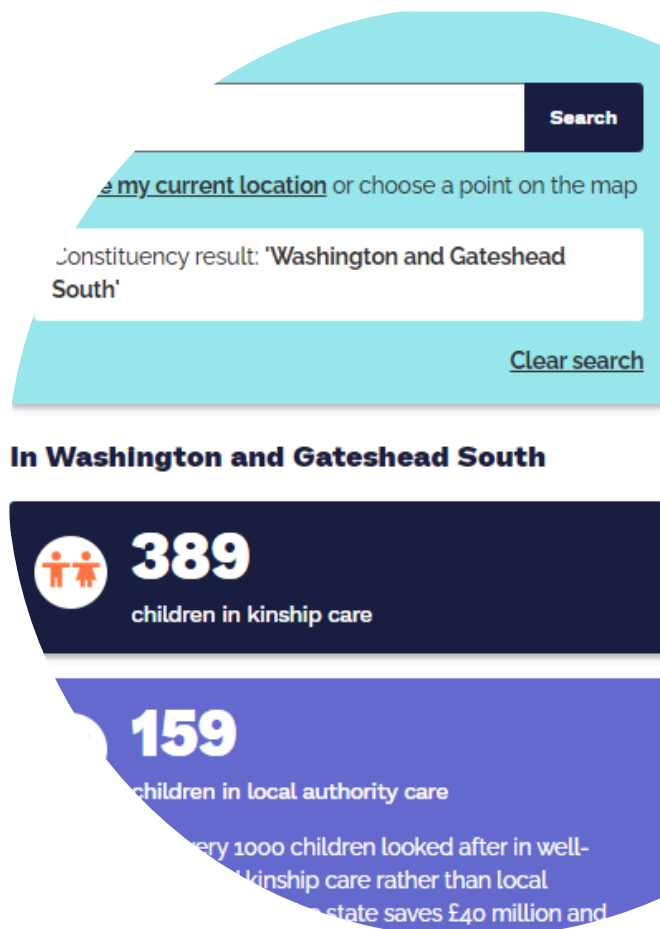 Search
my current location or choose a point on the map
Constituency result: 'Washington and Gateshead
South'
Clear search
In Washington and Gateshead South
389
children in kinship care
159
children in local authority care
1000 children looked after in well-
kinship care rather than local
state saves £40 million and